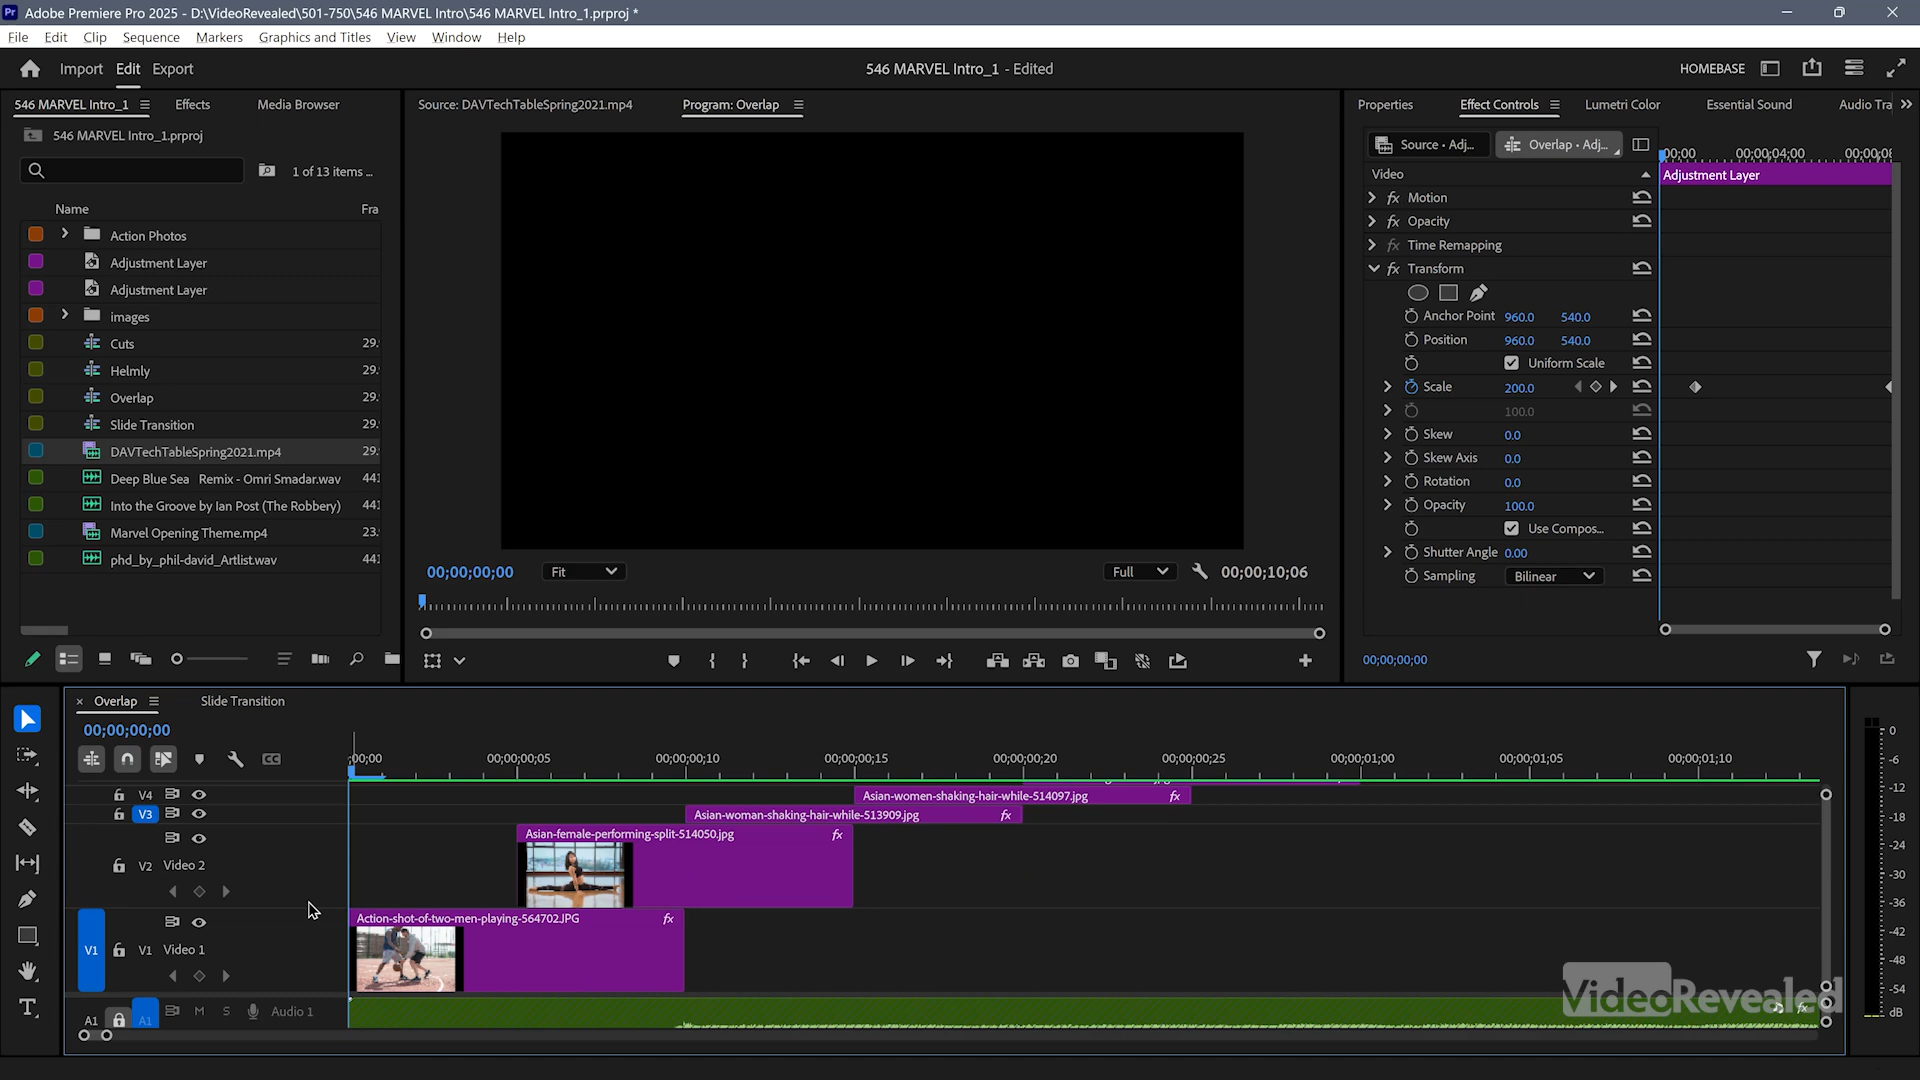 Adobe Premiere Pro 2025 - D:\VideoRevealed\501-750\546 MARVEL Intro\546 MARVEL Intro_1.prproj *
File Edit Clip Sequence Markers Graphics and Titles View Window Help
Import Edit Export
546 MARVEL Intro_1 - Edited
HOMEBASE
546 MARVEL Intro_1 Effects Media Browser
546 MARVEL Intro_1.prproj
1 of 13 items ...
Name Fra
Action Photos
Adjustment Layer
Adjustment Layer
images
Cuts 29.
Helmly 29.
Overlap 29.
Slide Transition 29.
DAVTechTableSpring2021.mp4 29.
Deep Blue Sea Remix - Omri Smadar.wav 441
Into the Groove by Ian Post (The Robbery) 441
Marvel Opening Theme.mp4 23.
phd_by_phil-david_Artlist.wav 441
Source: DAVTechTableSpring2021.mp4 Program: Overlap
00;00;00;00 Fit Full 00;00;10;06
Properties Effect Controls Lumetri Color Essential Sound Audio Tra
Source • Adj... Overlap • Adj...
00;00 00;00;04;00 00;00;08
Video Adjustment Layer
fx Motion
fx Opacity
fx Time Remapping
fx Transform
Anchor Point 960.0 540.0
Position 960.0 540.0
Uniform Scale
Scale 200.0
100.0
Skew 0.0
Skew Axis 0.0
Rotation 0.0
Opacity 100.0
Use Compos...
Shutter Angle 0.00
Sampling Bilinear
00;00;00;00
× Overlap Slide Transition
00;00;00;00
CC
;00;00 00;00;00;05 00;00;00;10 00;00;00;15 00;00;00;20 00;00;00;25 00;00;01;00 00;00;01;05 00;00;01;10
V4 Asian-women-shaking-hair-while-514097.jpg fx
V3 Asian-woman-shaking-hair-while-513909.jpg fx
Asian-female-performing-split-514050.jpg fx
V2 Video 2
Action-shot-of-two-men-playing-564702.JPG fx
V1 V1 Video 1
A1 A1 M S Audio 1 fx
VideoRevealed
0
-6
-12
-18
-24
-30
-36
-42
-48
-54
dB